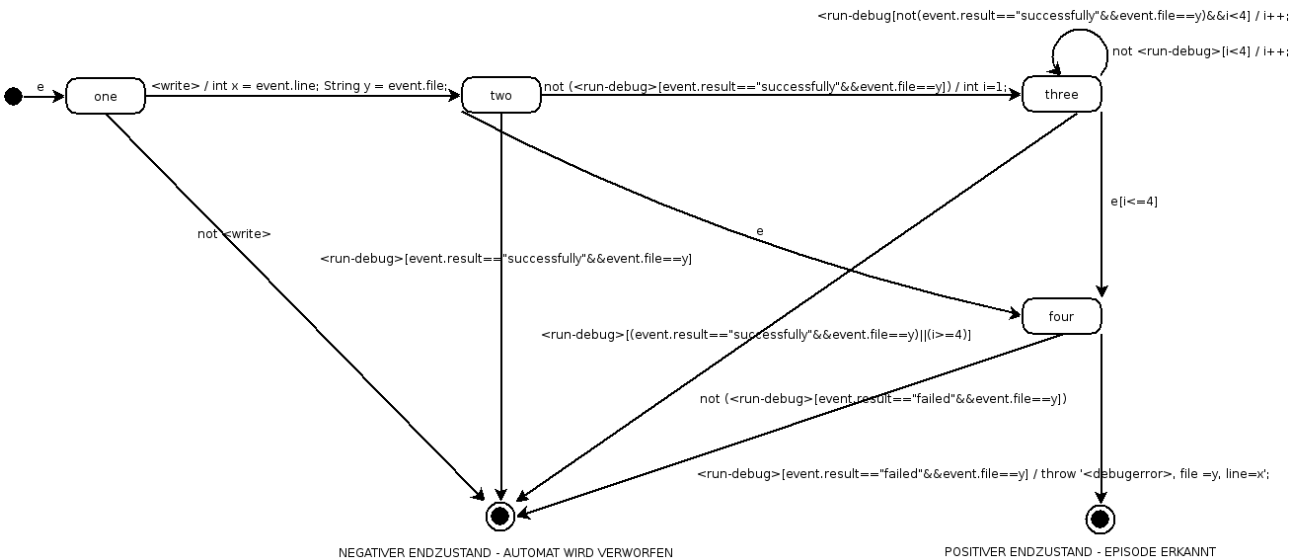 <run-debug[not(event.result=="successfully"&&event.file==y)&&i<4] / i++;
not <run-debug>[i<4] / i++;
e
<write> / int x = event.line; String y = event.file;
not (<run-debug>[event.result=="successfully"&&event.file==y]) / int i=1;
one
two
three
e[i<=4]
not <write>
e
<run-debug>[event.result=="successfully"&&event.file==y]
four
<run-debug>[(event.result=="successfully"&&event.file==y)||(i>=4)]
not (<run-debug>[event.result=="failed"&&event.file==y])
<run-debug>[event.result=="failed"&&event.file==y] / throw '<debugerror>, file =y, line=x';
NEGATIVER ENDZUSTAND - AUTOMAT WIRD VERWORFEN
POSITIVER ENDZUSTAND - EPISODE ERKANNT